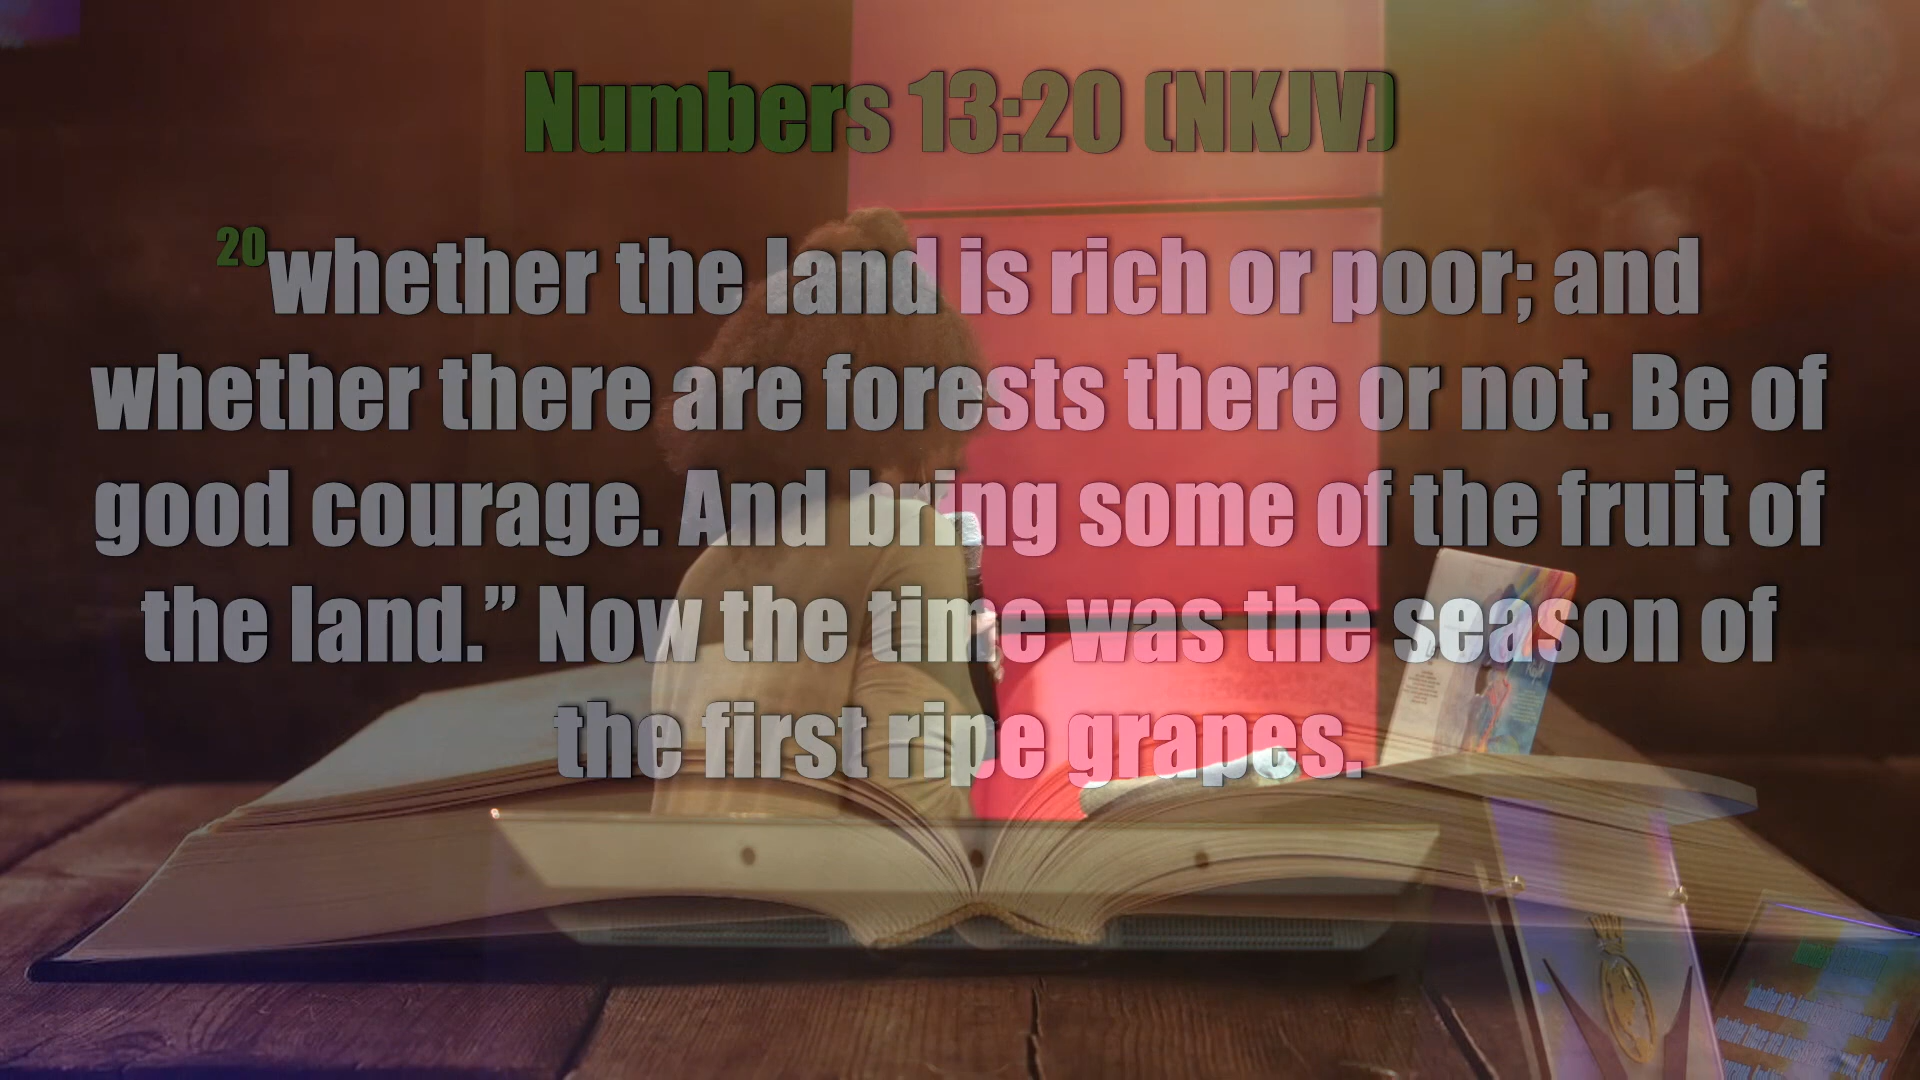 Numbers 13:20 (NKJV)
20whether the land is rich or poor; and
whether there are forests there or not. Be of
good courage. And bring some of the fruit of
the land.” Now the time was the season of
the first ripe grapes.